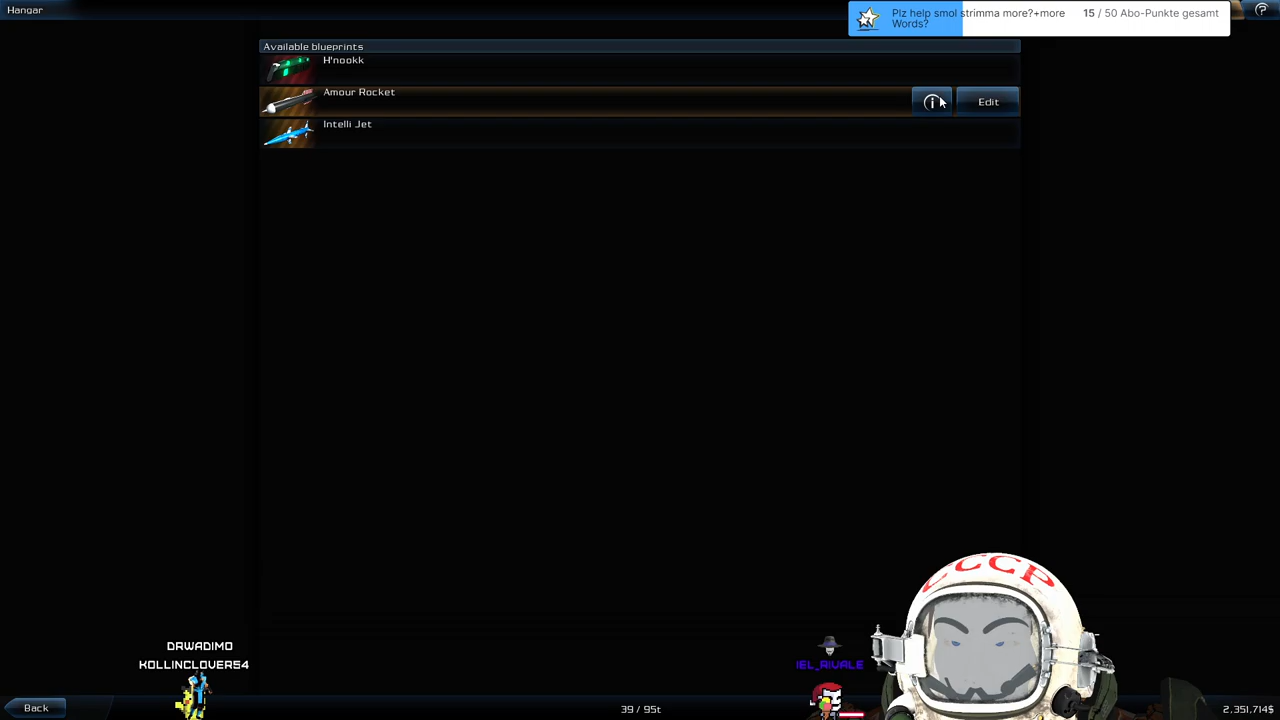 Hangar
Plz help smol strimma more?+more
Words?
15 / 50 Abo-Punkte gesamt
Available blueprints
H'nookk
Amour Rocket
Edit
Intelli Jet
CCCP
DRWADIMO
KOLLINCLOVER54
IEL_RIVALE
Back
39 / 95t
2.351.714$